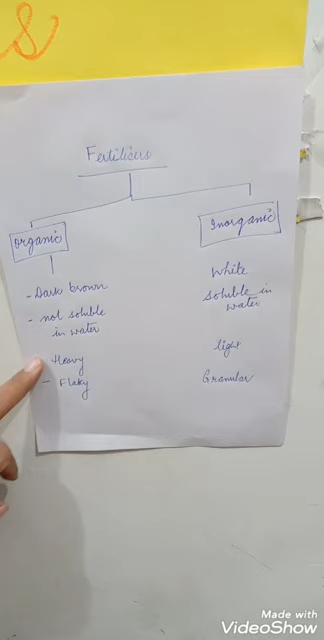 &
Fertilisers
Organic
Inorganic
- Dark brown
White
- not soluble
in water
soluble in
water
Heavy
light
- Flaky
Granular
Made with
VideoShow